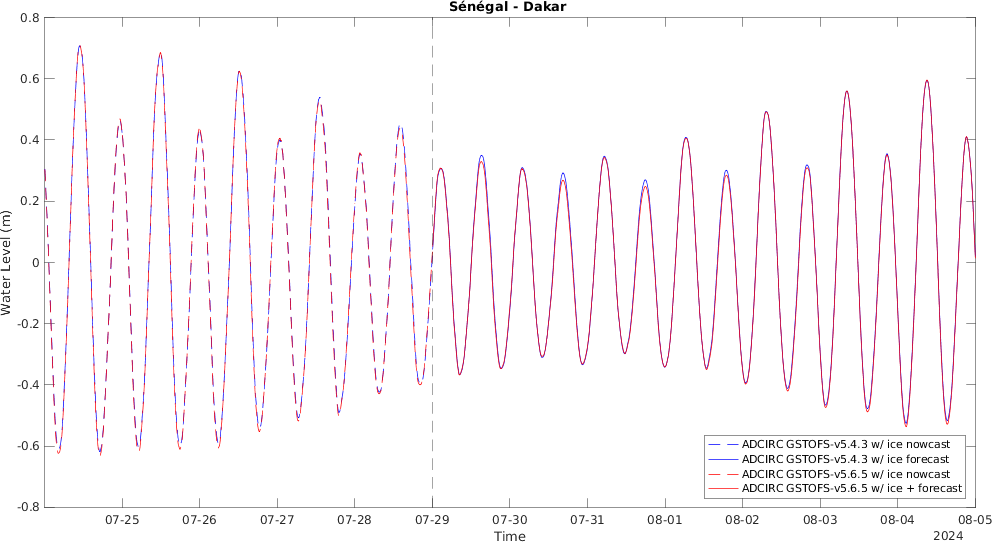 Sénégal - Dakar
Water Level (m)
0.8
0.6
0.4
0.2
0
-0.2
-0.4
-0.6
-0.8
ADCIRC GSTOFS-v5.4.3 w/ ice nowcast
ADCIRC GSTOFS-v5.4.3 w/ ice forecast
ADCIRC GSTOFS-v5.6.5 w/ ice nowcast
ADCIRC GSTOFS-v5.6.5 w/ ice + forecast
07-25 07-26 07-27 07-28 07-29 07-30 07-31 08-01 08-02 08-03 08-04 08-05
Time
2024